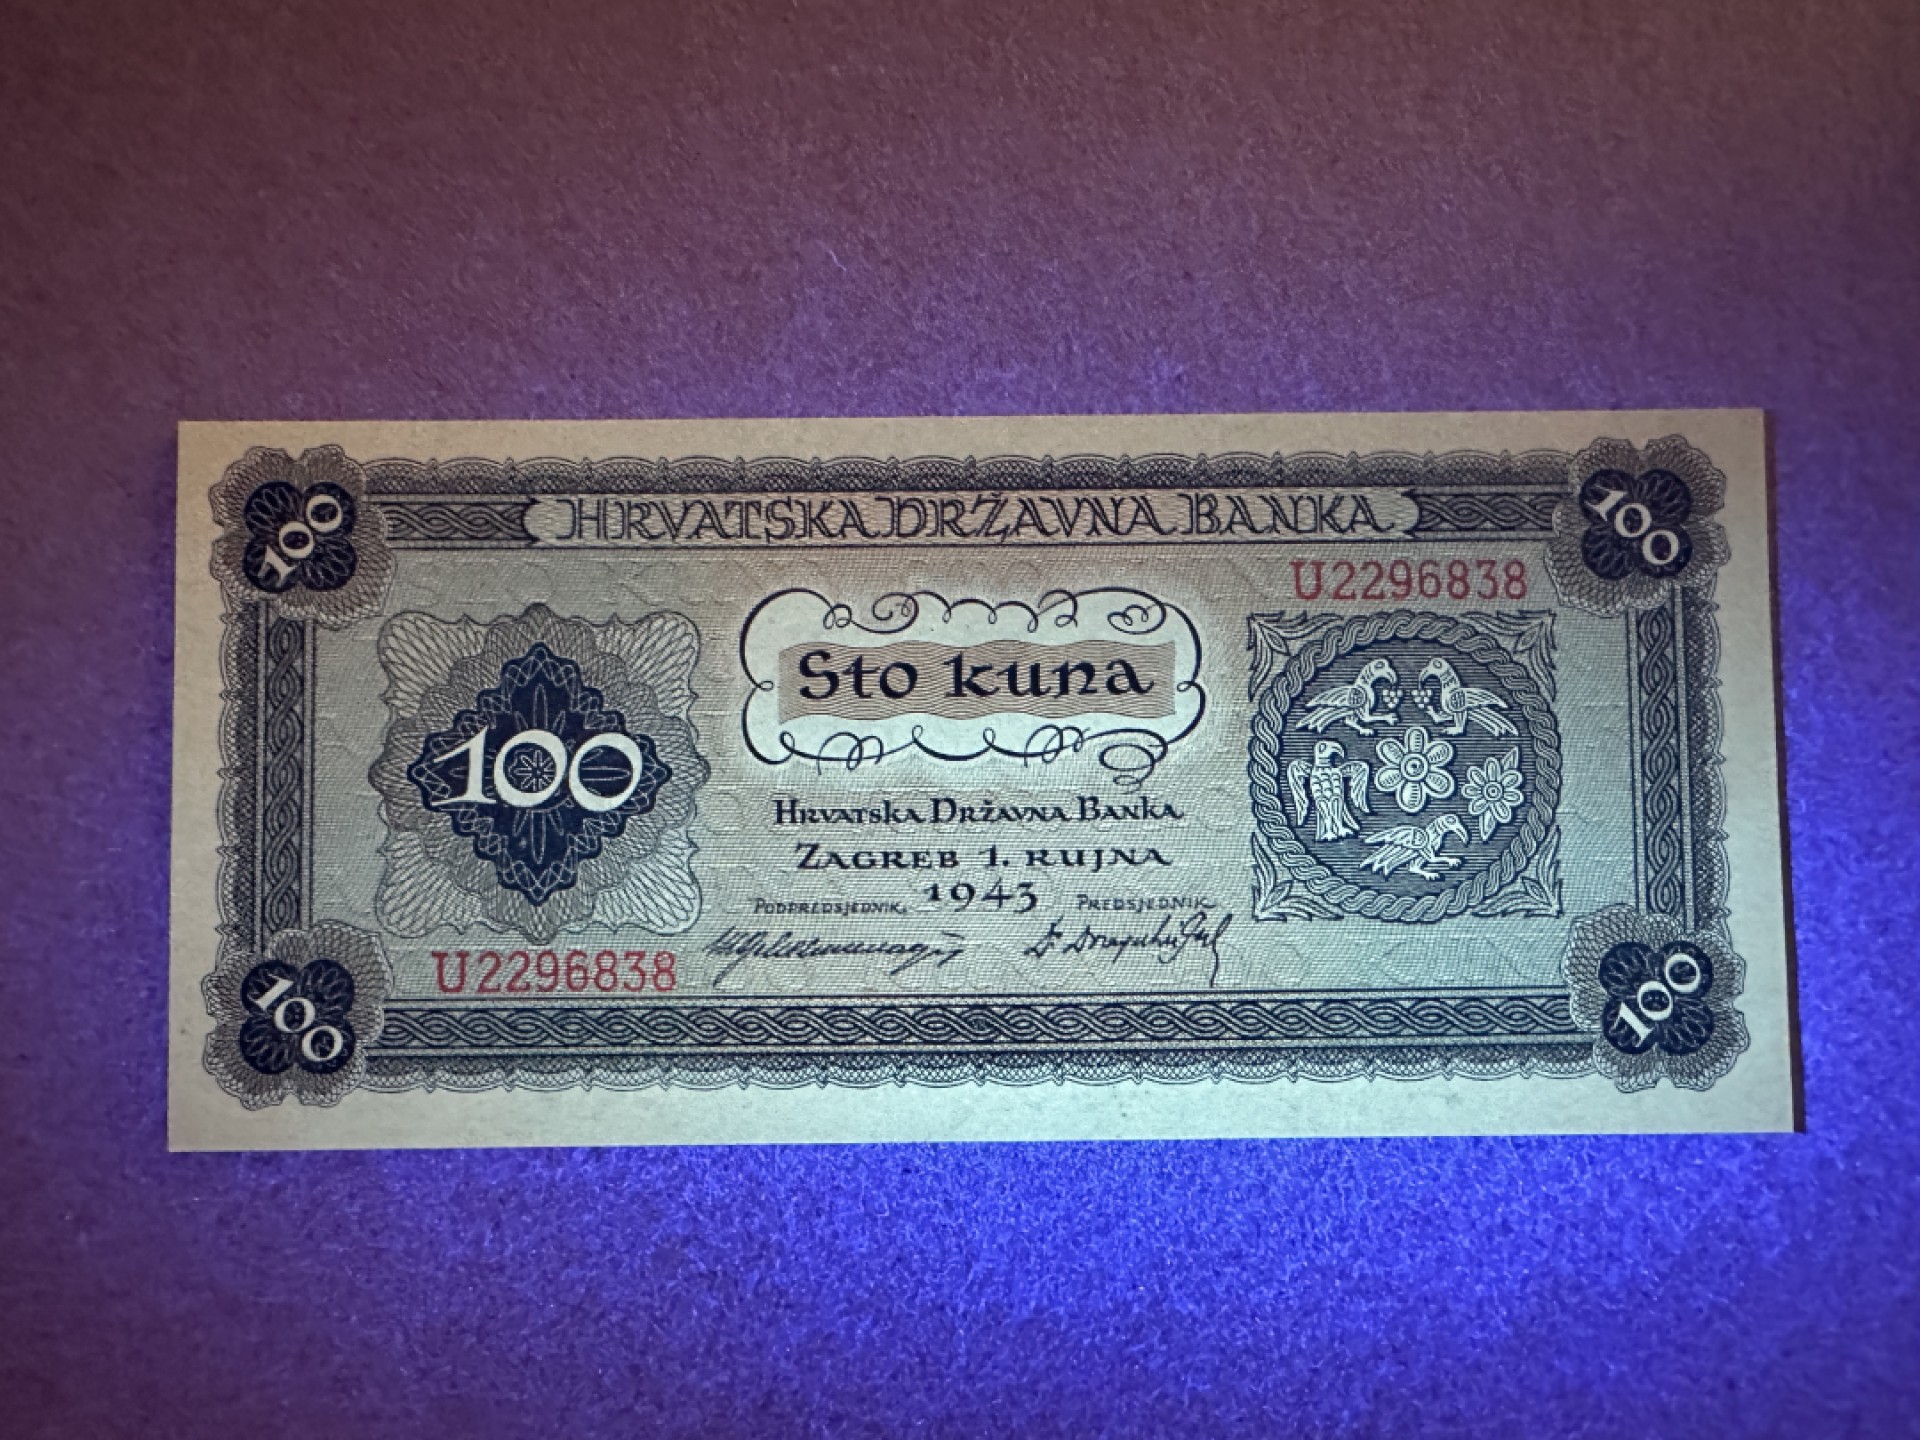 100
HRVATSKA DRŽAVNA BANKA
100
U2296838
Sto kuna
100
Hrvatska Državna Banka
Zagreb 1. rujna
1943
Podpredsjednik,
Predsjednik
U2296838
100
100